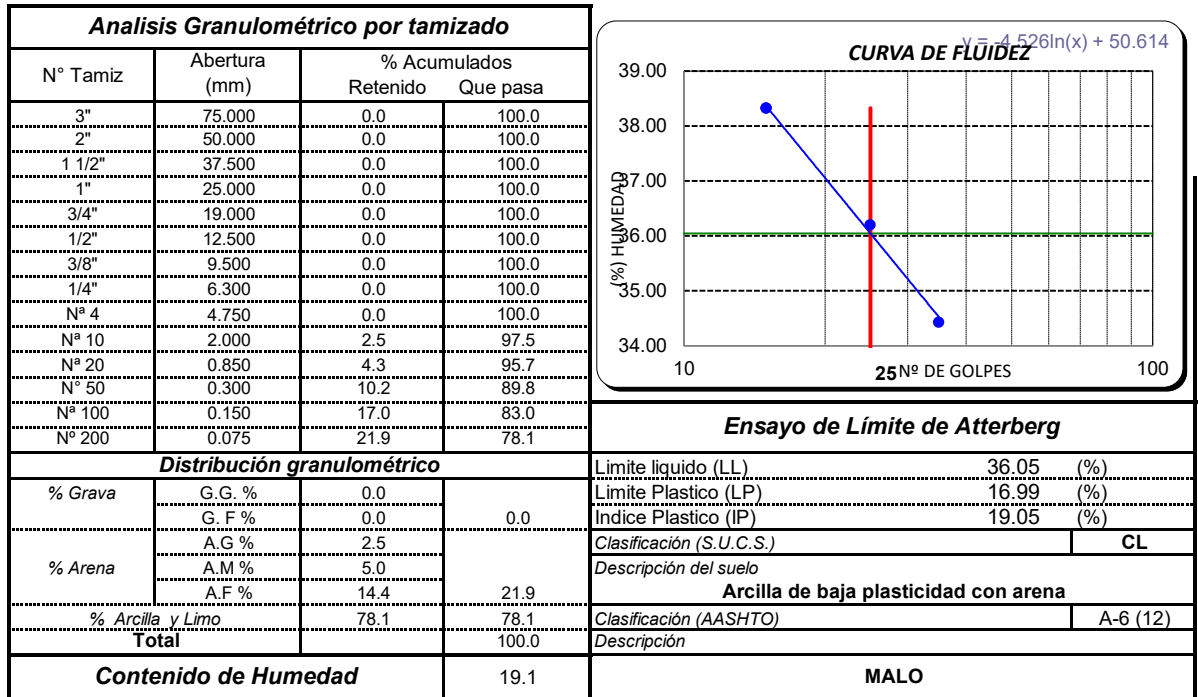 Analisis Granulométrico por tamizado
N° Tamiz Abertura (mm) % Acumulados
Retenido Que pasa
3" 75.000 0.0 100.0
2" 50.000 0.0 100.0
1 1/2" 37.500 0.0 100.0
1" 25.000 0.0 100.0
3/4" 19.000 0.0 100.0
1/2" 12.500 0.0 100.0
3/8" 9.500 0.0 100.0
1/4" 6.300 0.0 100.0
Nª 4 4.750 0.0 100.0
Nª 10 2.000 2.5 97.5
Nª 20 0.850 4.3 95.7
N° 50 0.300 10.2 89.8
Nª 100 0.150 17.0 83.0
Nº 200 0.075 21.9 78.1
Distribución granulométrico
% Grava G.G. % 0.0
G. F % 0.0 0.0
A.G % 2.5
% Arena A.M % 5.0
A.F % 14.4 21.9
% Arcilla y Limo 78.1 78.1
Total 100.0
Contenido de Humedad 19.1
y = -4.526ln(x) + 50.614
CURVA DE FLUIDEZ
39.00
38.00
37.00
36.00
35.00
34.00
(%) HUMEDAD
10 25 Nº DE GOLPES 100
Ensayo de Límite de Atterberg
Limite liquido (LL) 36.05 (%)
Limite Plastico (LP) 16.99 (%)
Indice Plastico (IP) 19.05 (%)
Clasificación (S.U.C.S.) CL
Descripción del suelo
Arcilla de baja plasticidad con arena
Clasificación (AASHTO) A-6 (12)
Descripción
MALO